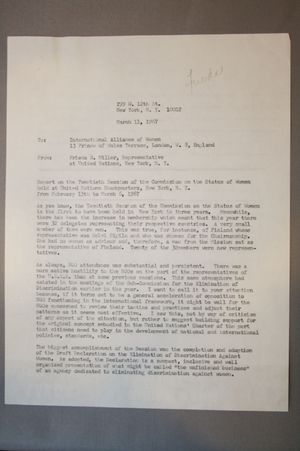 Frieda
299 W. 12th St.
New York, N. Y. 10012
March 13, 1967
To: International Alliance of Women
13 Prince of Wales Terrace, London, W. 8, England
From: Frieda S. Miller, Representative
at United Nations, New York, N. Y.
Report on the Twentieth Session of the Commission on the Status of Women
held at United Nations Headquarters, New York, N. Y.
from February 13th to March 6, 1967
As you know, the Twentieth Session of the Commission on the Status of Women
is the first to have been held in New York in three years. Meanwhile,
there has been the increase in membership which meant that this year there
were 32 delegates representing their respective countries. A very small
number of them were men. This was true, for instance, of Finland whose
representative was Helvi Sipila and who was chosen for the Chairmanship.
She had no woman as advisor and, therefore, a man from the Mission sat as
the representative of Finland. Twenty of the members were new repre-
sentatives.
As always, NGO attendance was substantial and persistent. There was a
more active hostility to the NGOs on the part of the representatives of
the than at some previous sessions. This same atmosphere had
existed in the meetings of the Sub-Commission for the Elimination of
Discrimination earlier in the year. I want to call it to your attention
because, if it turns out to be a general acceleration of opposition to
NGO functioning in the international framework, it might be well for the
NGOs concerned to review their tactics and objectives and adjust their
patterns as it seems most effective. I see this, not by way of criticism
of any aspect of the situation, but rather to suggest building support for
the original concept embodied in the United Nations' Charter of the part
that citizens need to play in the development of national and international
policies, standards, etc.
The biggest accomplishment of the Session was the completion and adoption
of the Draft Declaration on the Elimination of Discrimination Against
Women. As adopted, the Declaration is a succinct, inclusive and well
organized presentation of what might be called "the unfinished business"
of an agency dedicated to eliminating discrimination against women.